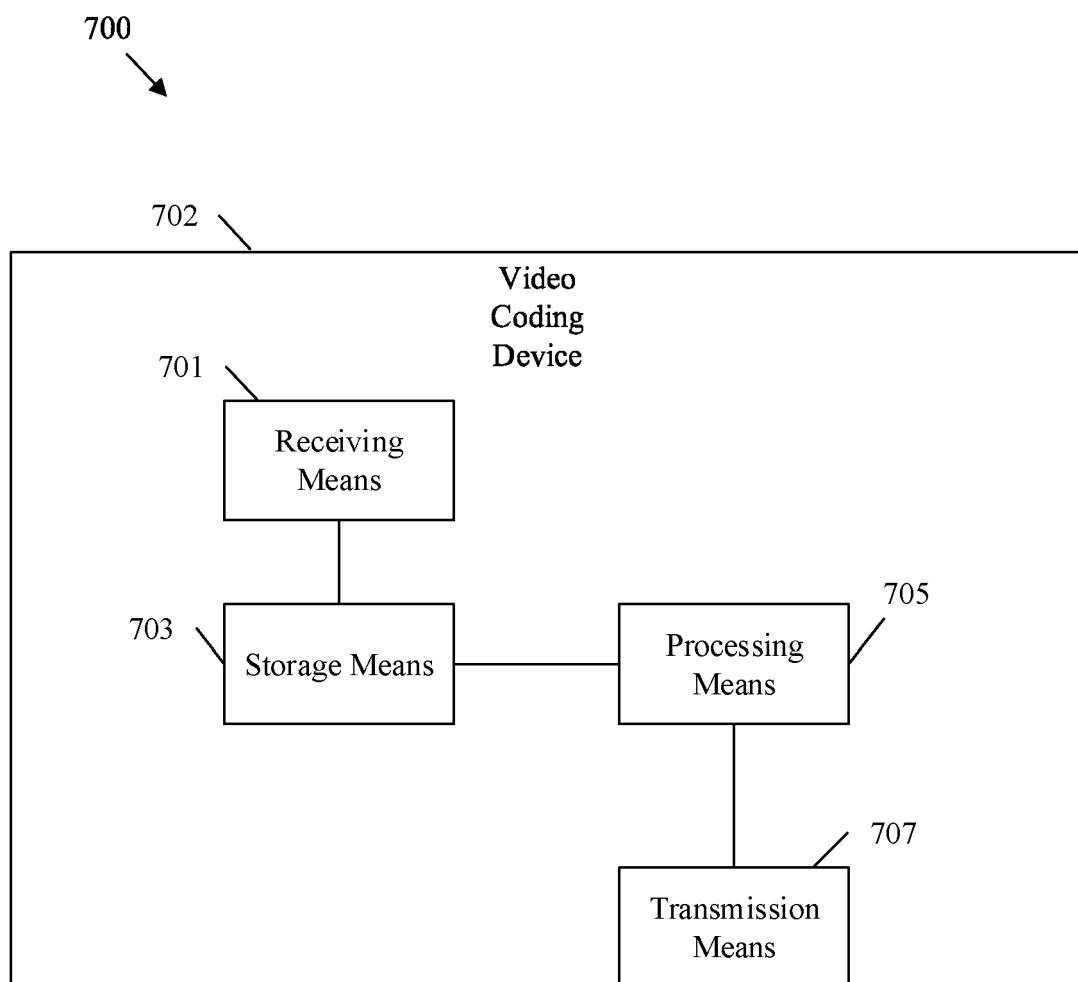 700
702
Video
Coding
Device
701
Receiving
Means
703
Storage Means
705
Processing
Means
707
Transmission
Means